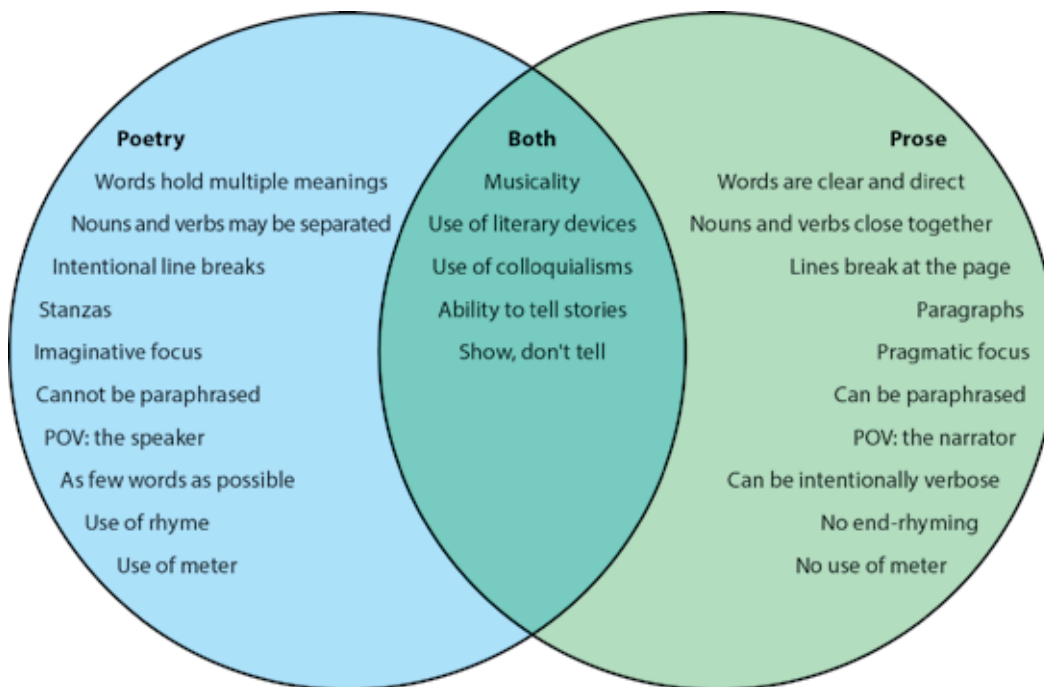 Poetry
Words hold multiple meanings
Nouns and verbs may be separated
Intentional line breaks
Stanzas
Imaginative focus
Cannot be paraphrased
POV: the speaker
As few words as possible
Use of rhyme
Use of meter
Both
Musicality
Use of literary devices
Use of colloquialisms
Ability to tell stories
Show, don't tell
Prose
Words are clear and direct
Nouns and verbs close together
Lines break at the page
Paragraphs
Pragmatic focus
Can be paraphrased
POV: the narrator
Can be intentionally verbose
No end-rhyming
No use of meter